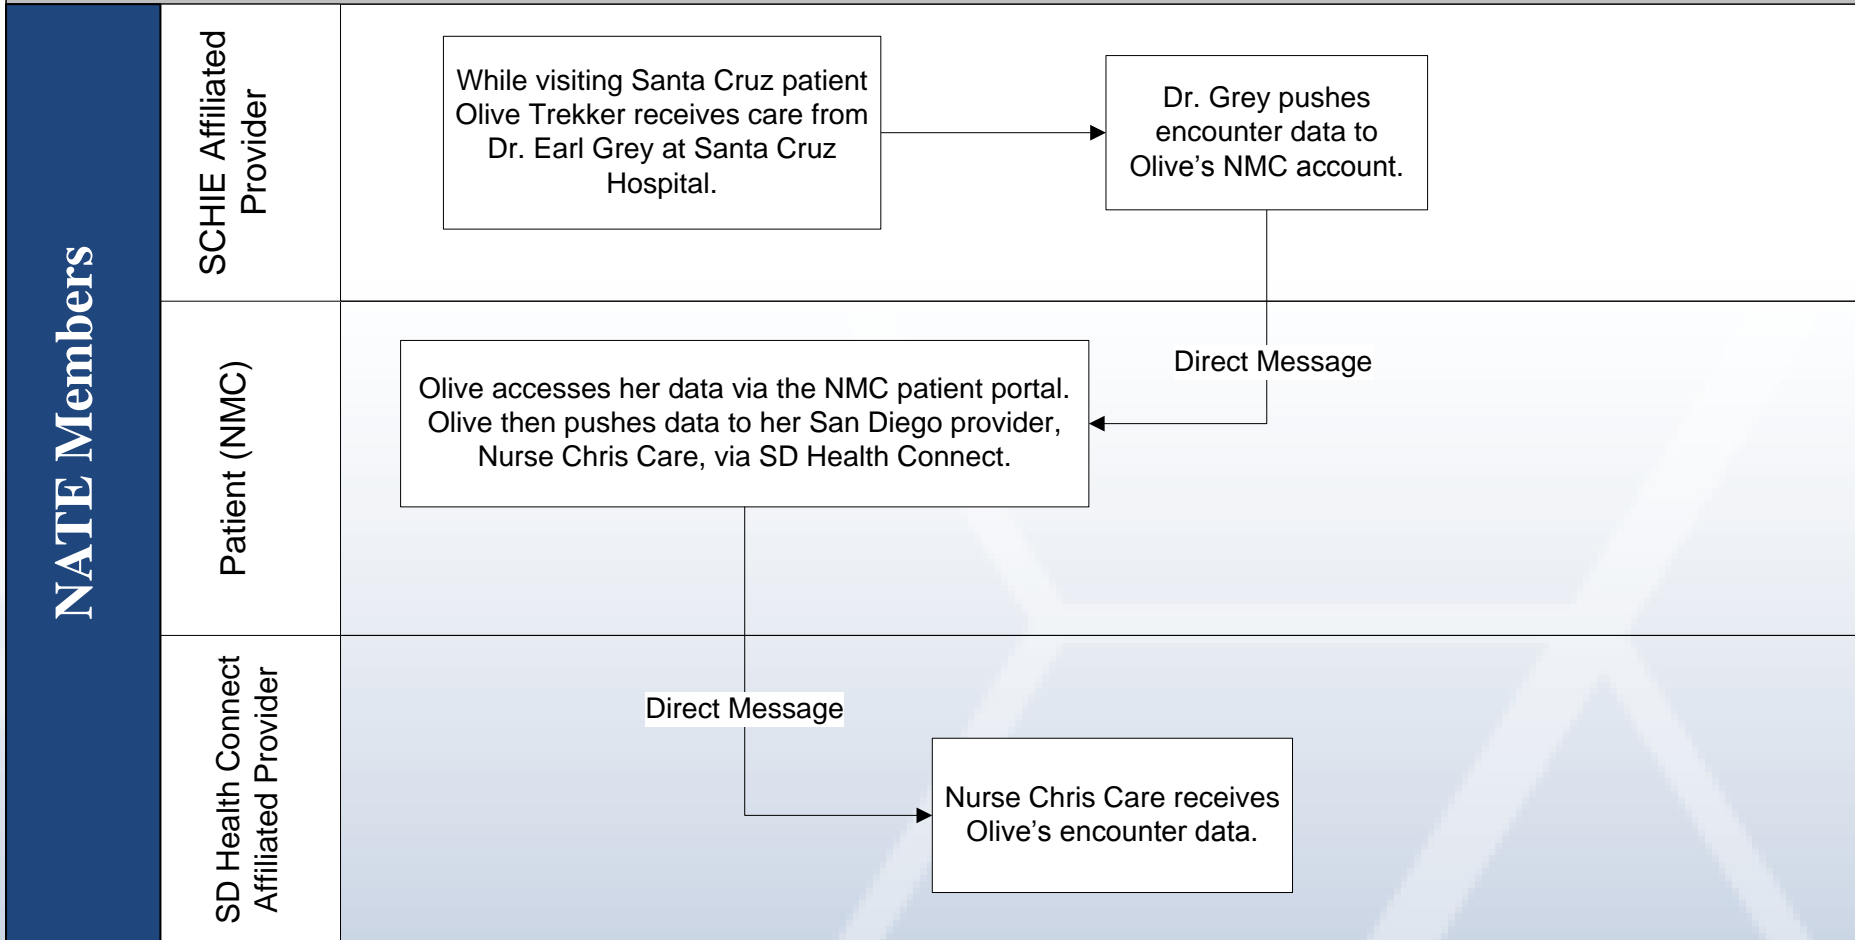 NATE Members
SCHIE Affiliated
Provider
While visiting Santa Cruz patient
Olive Trekker receives care from
Dr. Earl Grey at Santa Cruz
Hospital.
Dr. Grey pushes
encounter data to
Olive’s NMC account.
Direct Message
Patient (NMC)
Olive accesses her data via the NMC patient portal.
Olive then pushes data to her San Diego provider,
Nurse Chris Care, via SD Health Connect.
Direct Message
SD Health Connect
Affiliated Provider
Nurse Chris Care receives
Olive’s encounter data.